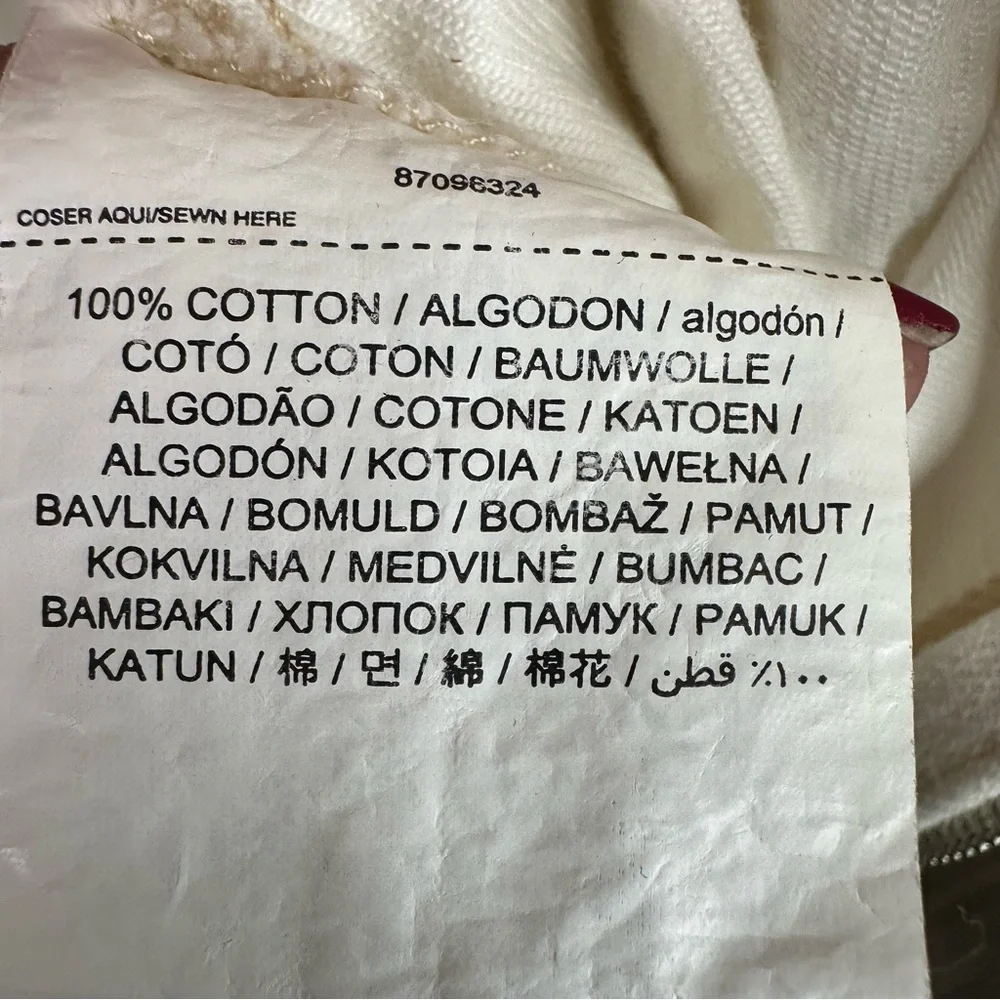 87096324
COSER AQUI/SEWN HERE
100% COTTON / ALGODON / algodón /
COTÓ / COTON / BAUMWOLLE /
ALGODÃO / COTONE / KATOEN /
ALGODÓN / KOTOIA / BAWEŁNA /
BAVLNA / BOMULD / BOMBAŽ / PAMUT /
KOKVILNA / MEDVILNĖ / BUMBAC /
BAMBAKI / ХЛОПОК / ПАМУК / PAMUK /
KATUN / 棉 / 면 / 綿 / 棉花 / قطن ٪١٠٠